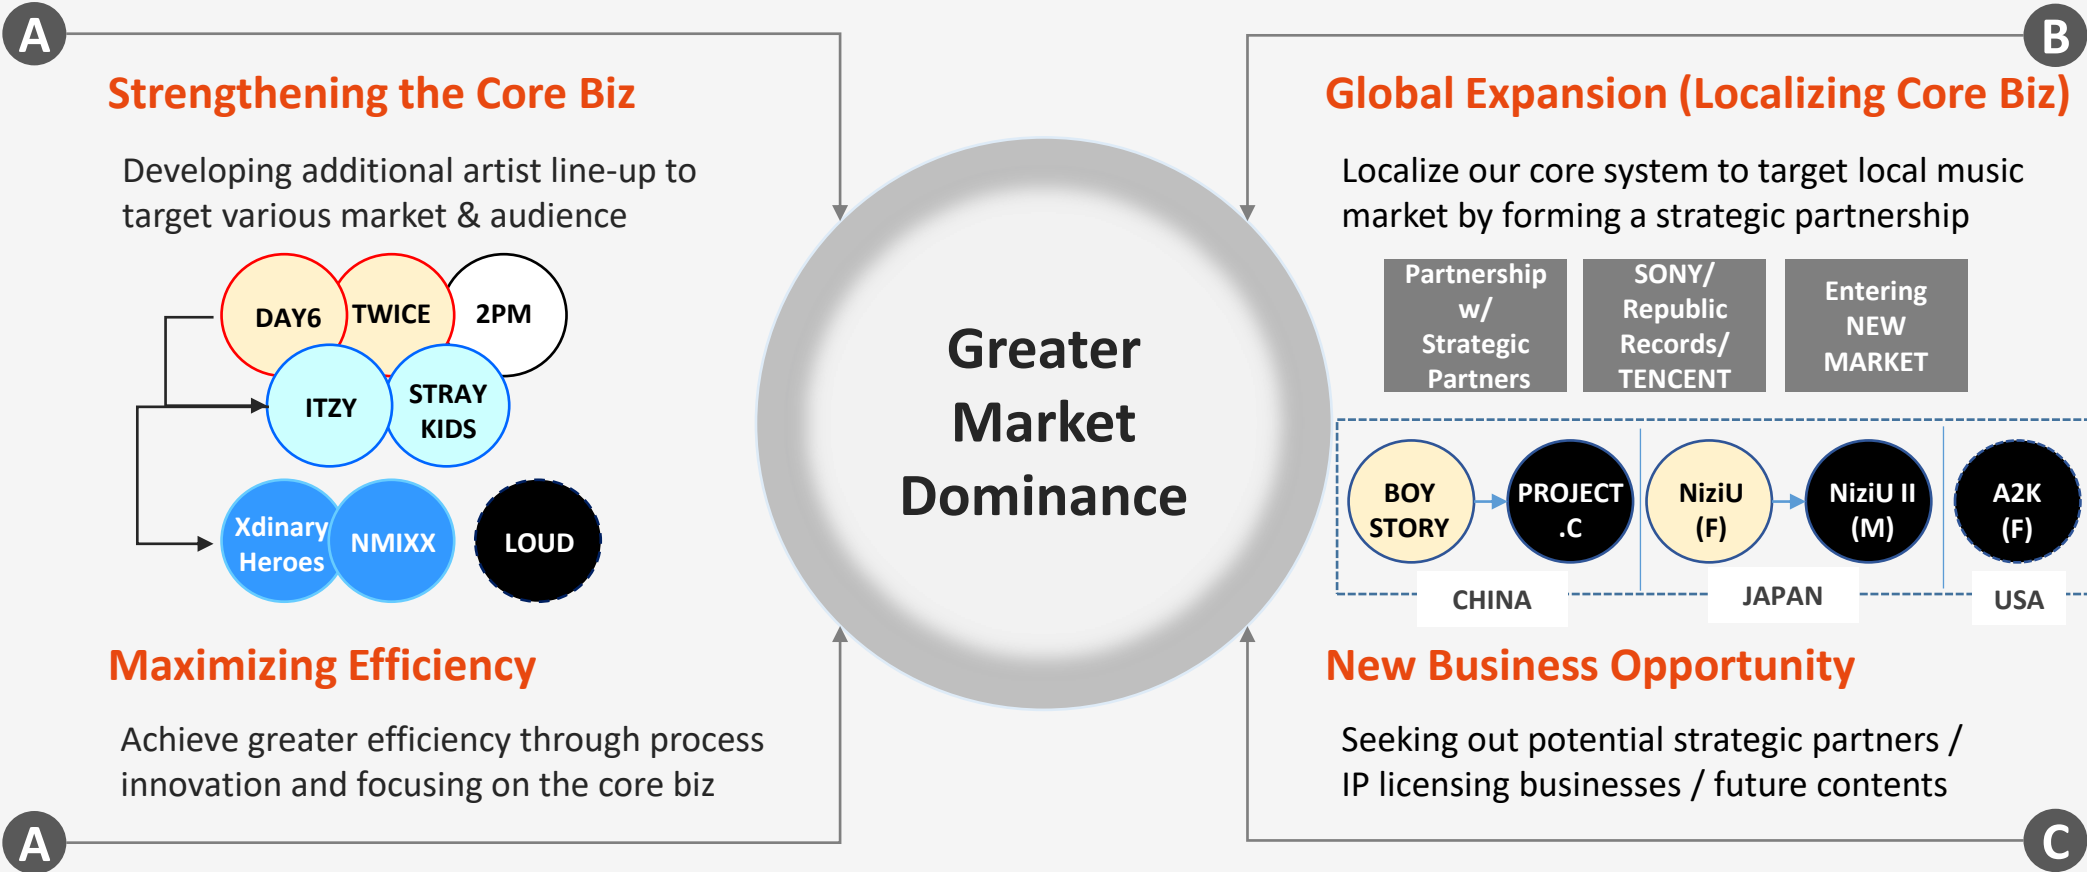 A
Strengthening the Core Biz
Developing additional artist line-up to
target various market & audience
DAY6
TWICE
2PM
ITZY
STRAY
KIDS
Xdinary
Heroes
NMIXX
LOUD
Maximizing Efficiency
Achieve greater efficiency through process
innovation and focusing on the core biz
A
Greater
Market
Dominance
B
Global Expansion (Localizing Core Biz)
Localize our core system to target local music
market by forming a strategic partnership
Partnership
w/
Strategic
Partners
SONY/
Republic
Records/
TENCENT
Entering
NEW
MARKET
BOY
STORY
PROJECT
.C
NiziU
(F)
NiziU II
(M)
A2K
(F)
CHINA
JAPAN
USA
New Business Opportunity
Seeking out potential strategic partners /
IP licensing businesses / future contents
C